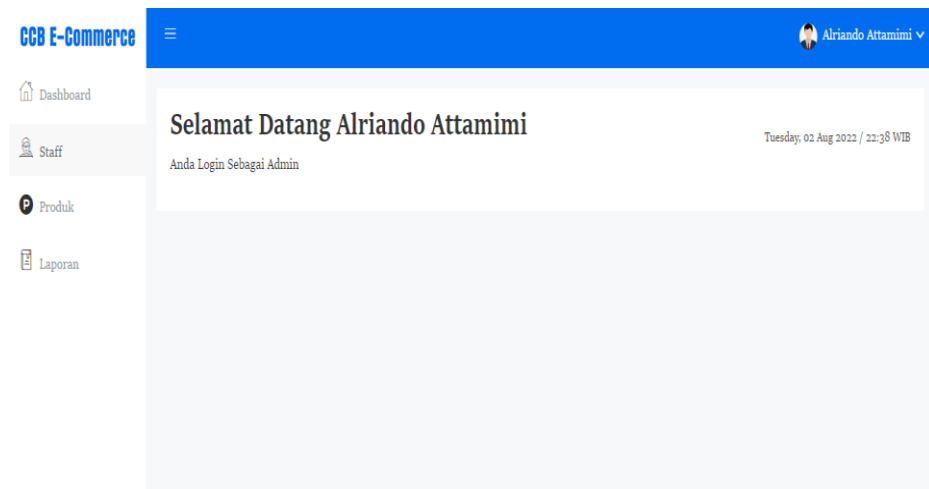 CCB E-Commerce
Alriando Attamimi
Dashboard
Staff
Produk
Laporan
Selamat Datang Alriando Attamimi
Tuesday, 02 Aug 2022 / 22:38 WIB
Anda Login Sebagai Admin